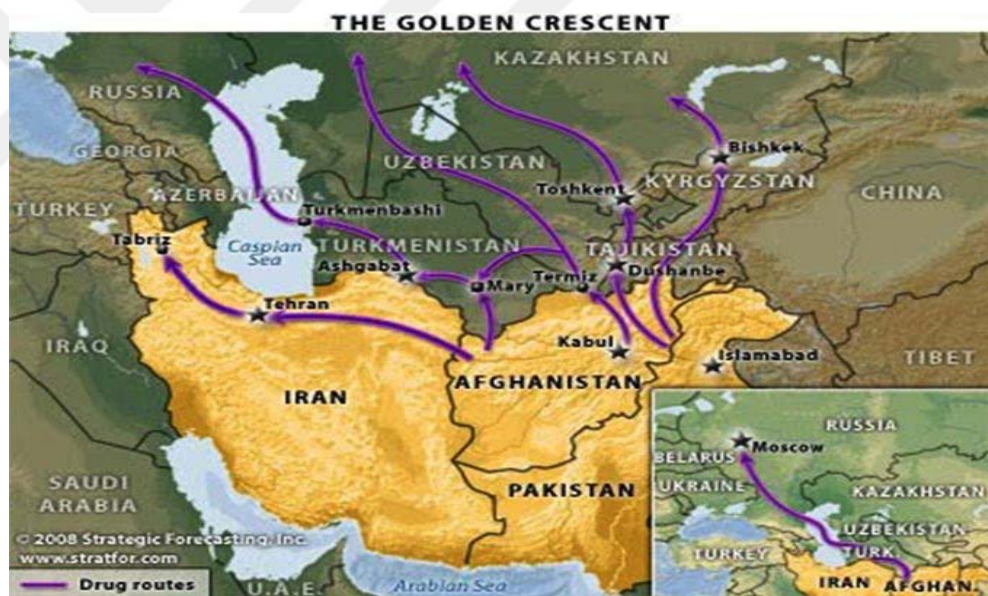 THE GOLDEN CRESCENT
KAZAKHSTAN
RUSSIA
Bishkek
GEORGIA
UZBEKISTAN
Toshkent
KYRGYZSTAN
CHINA
AZERBAIJAN
TURKEY
Turkmenbashi
Tabriz
Caspian
Sea
TURKMENISTAN
TAJIKISTAN
Ashgabat
Mary
Termiz
Dushanbe
Tehran
IRAQ
Kabul
Islamabad
TIBET
IRAN
AFGHANISTAN
SAUDI
ARABIA
PAKISTAN
© 2008 Strategic Forecasting, Inc.
www.stratfor.com
Drug routes
U.A.E.
Arabian Sea
RUSSIA
Moscow
BELARUS
UKRAINE
KAZAKHSTAN
UZBEKISTAN
TURKEY
TURK.
IRAN
AFGHAN.